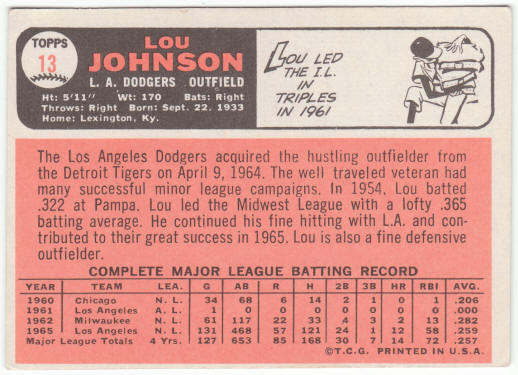 TOPPS
13
LOU
JOHNSON
L. A. DODGERS OUTFIELD
Ht: 5'11" Wt: 170 Bats: Right
Throws: Right Born: Sept. 22, 1933
Home: Lexington, Ky.
LOU LED
THE I.L.
IN
TRIPLES
IN 1961
The Los Angeles Dodgers acquired the hustling outfielder from
the Detroit Tigers on April 9, 1964. The well traveled veteran had
many successful minor league campaigns. In 1954, Lou batted
.322 at Pampa. Lou led the Midwest League with a lofty .365
batting average. He continued his fine hitting with L.A. and con-
tributed to their great success in 1965. Lou is also a fine defensive
outfielder.
COMPLETE MAJOR LEAGUE BATTING RECORD
YEAR TEAM LEA. G AB R H 2B 3B HR RBI AVG.
1960 Chicago N. L. 34 68 6 14 2 1 0 1 .206
1961 Los Angeles A. L. 1 0 0 0 0 0 0 0 .000
1962 Milwaukee N. L. 61 117 22 33 4 3 2 13 .282
1965 Los Angeles N. L. 131 468 57 121 24 1 12 58 .259
Major League Totals 4 Yrs. 127 653 85 168 30 7 14 72 .257
©T.C.G. PRINTED IN U.S.A.